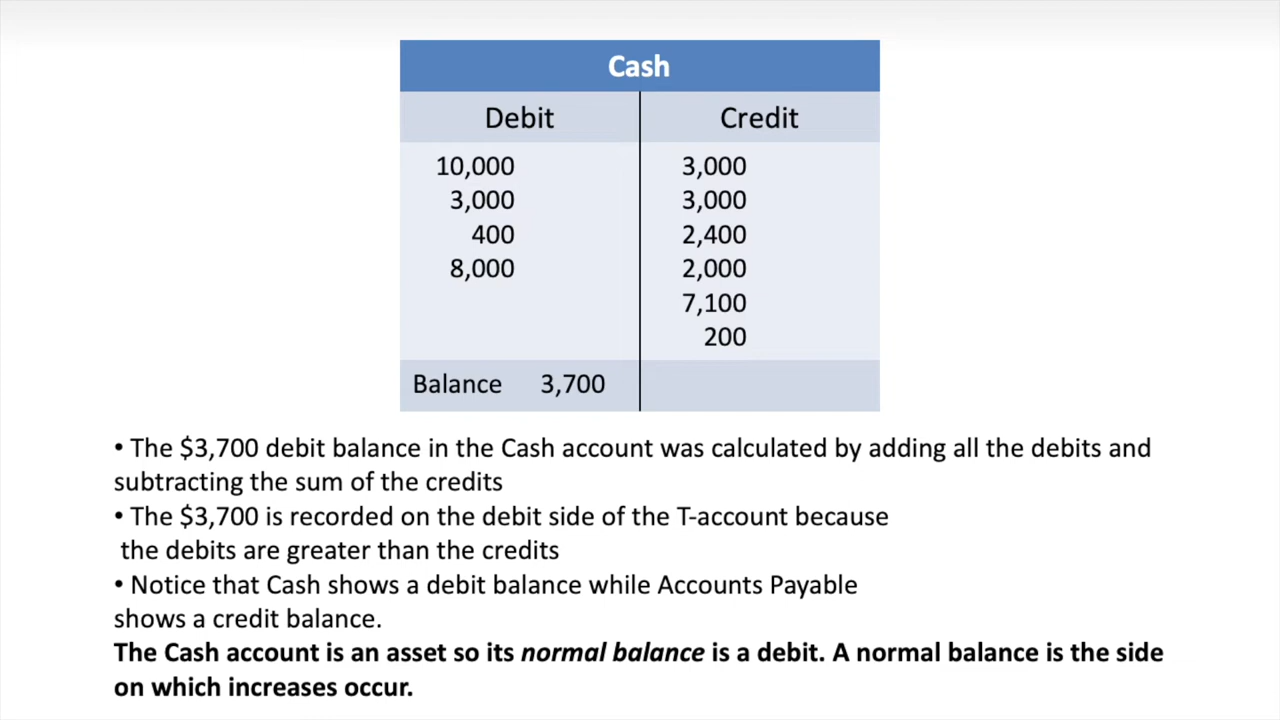 Cash
Debit Credit
10,000 3,000
3,000 3,000
400 2,400
8,000 2,000
7,100
200
Balance 3,700
• The $3,700 debit balance in the Cash account was calculated by adding all the debits and
subtracting the sum of the credits
• The $3,700 is recorded on the debit side of the T-account because
the debits are greater than the credits
• Notice that Cash shows a debit balance while Accounts Payable
shows a credit balance.
The Cash account is an asset so its normal balance is a debit. A normal balance is the side
on which increases occur.